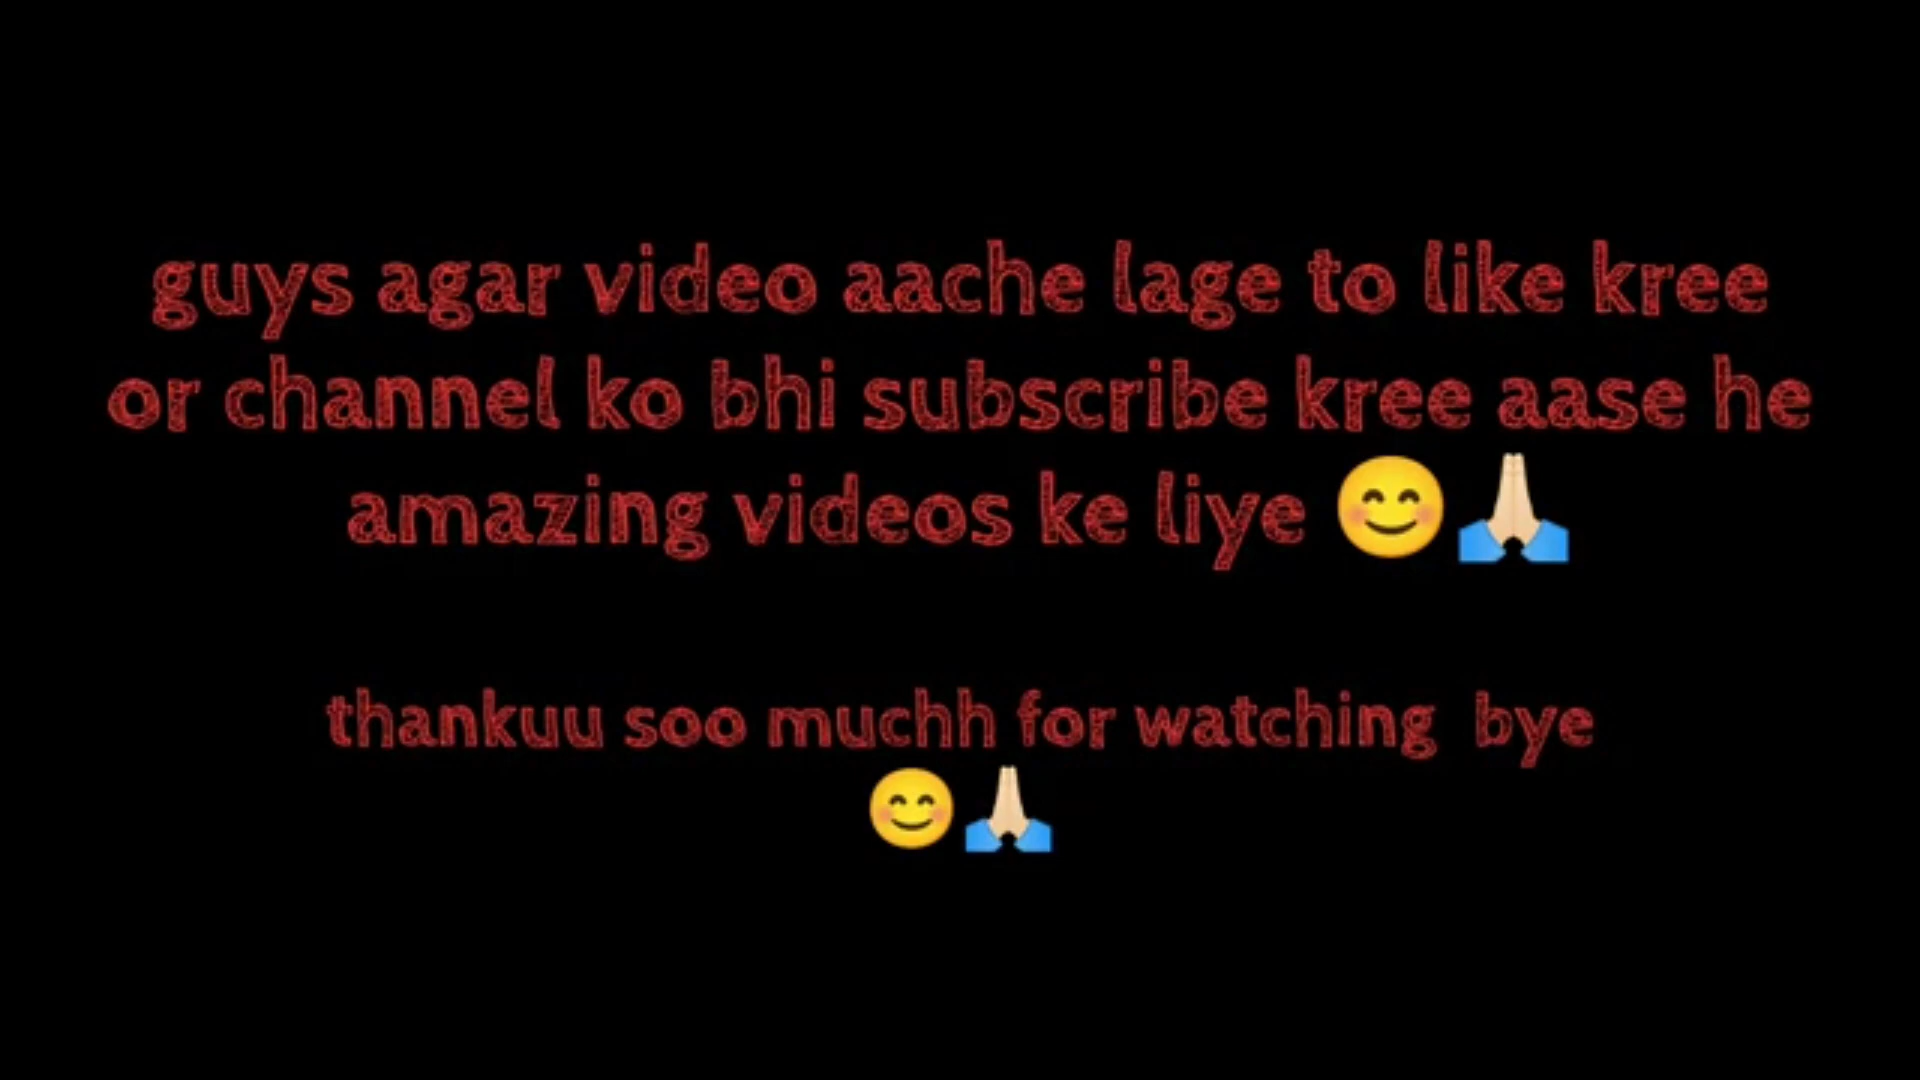 guys agar video aache lage to like kree
or channel ko bhi subscribe kree aase he
amazing videos ke liye 😊🙏🏻
thankuu soo muchh for watching  bye
😊🙏🏻